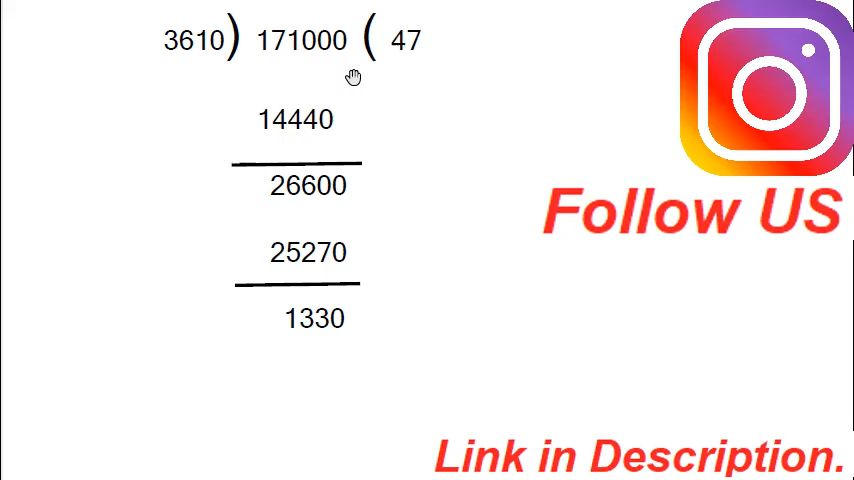 3610 ) 171000 ( 47
14440
26600
25270
1330
Follow US
Link in Description.